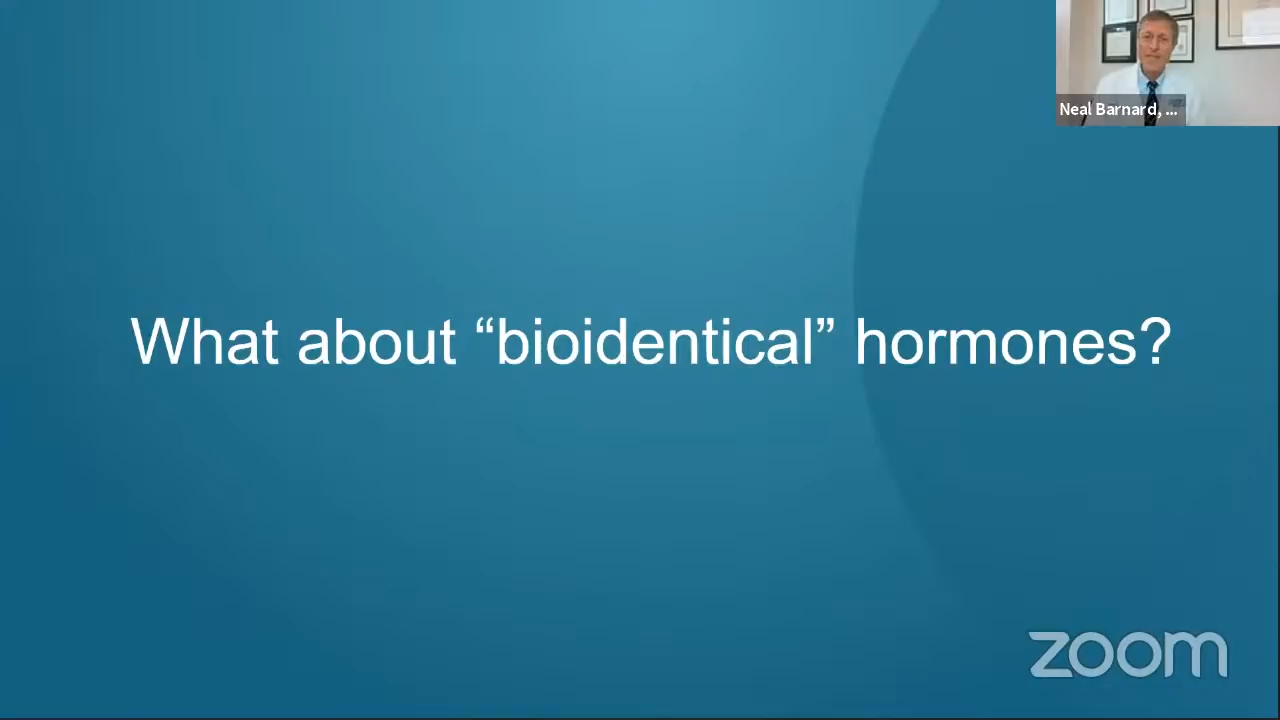 Neal Barnard, ...
What about “bioidentical” hormones?
zoom